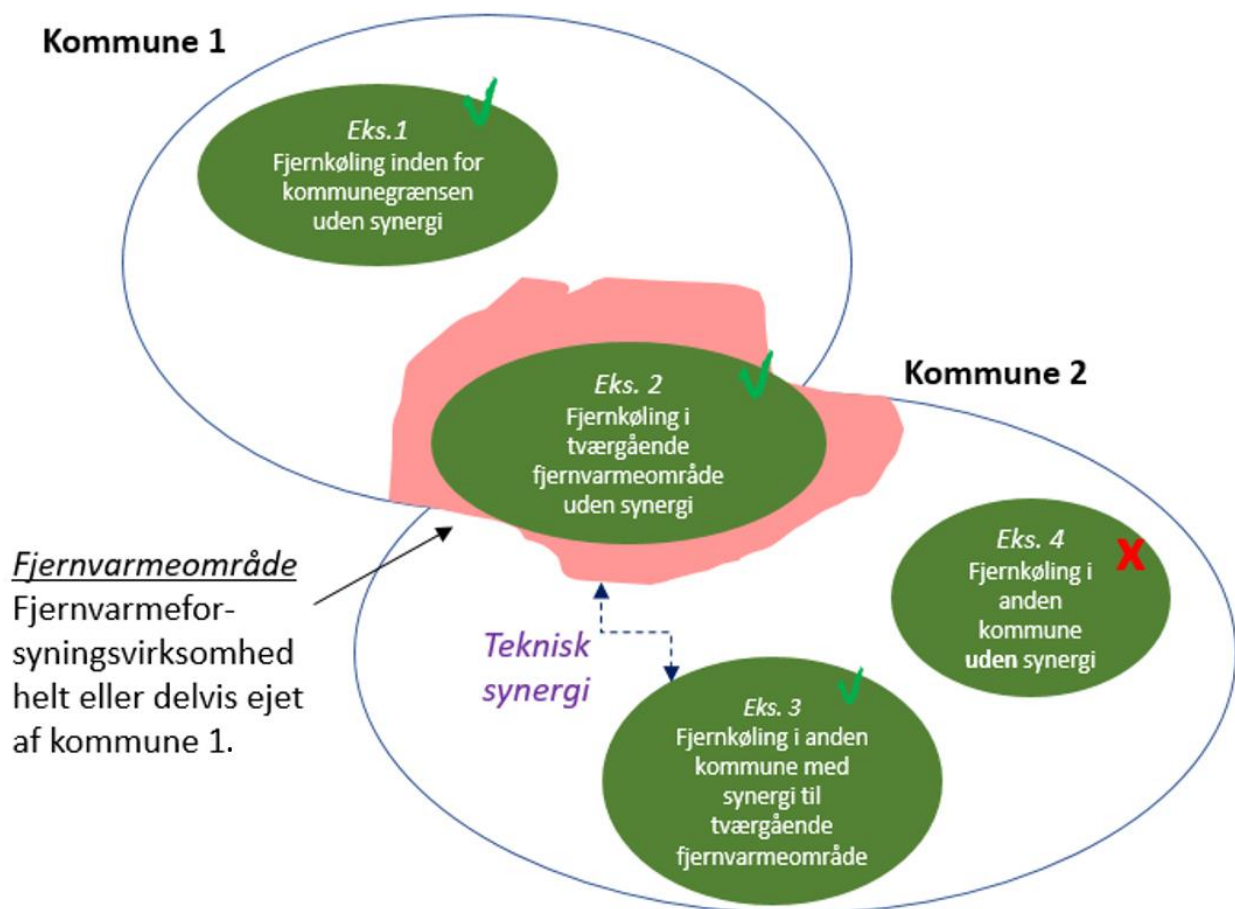 Kommune 1
Eks.1
Fjernkøling inden for
kommunegrænsen
uden synergi
Eks. 2
Fjernkøling i
tværgående
fjernvarmeområde
uden synergi
Kommune 2
Fjernvarmeområde
Fjernvarmefor-
syningsvirksomhed
helt eller delvis ejet
af kommune 1.
Teknisk
synergi
Eks. 4
Fjernkøling i
anden
kommune
uden synergi
X
Eks. 3
Fjernkøling i anden
kommune med
synergi til
tværgående
fjernvarmeområde